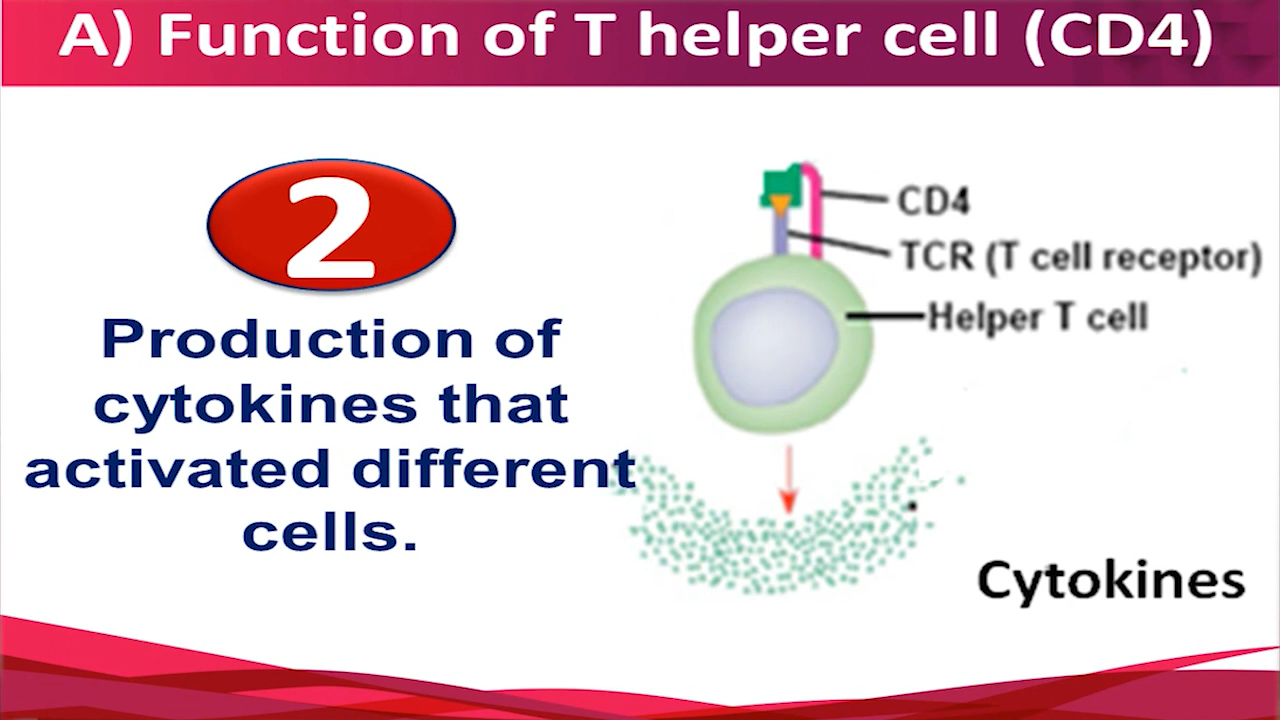 A) Function of T helper cell (CD4)
2
Production of
cytokines that
activated different
cells.
CD4
TCR (T cell receptor)
Helper T cell
Cytokines